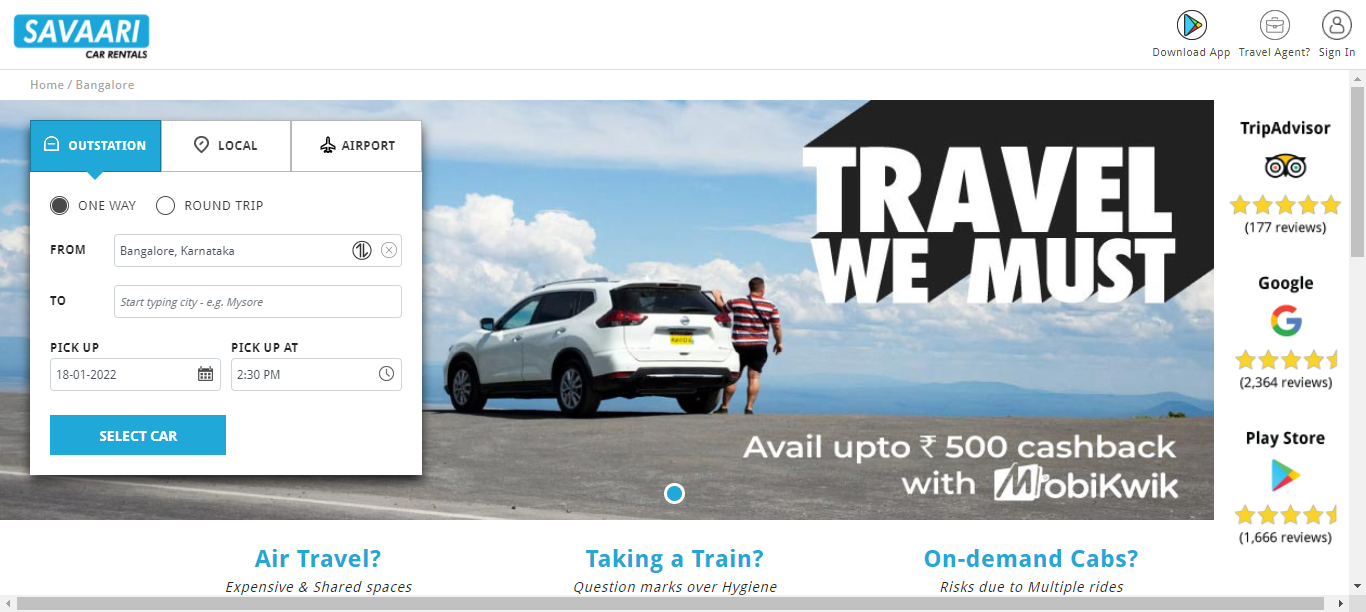 SAVAARI
CAR RENTALS
Download App
Travel Agent?
Sign In
Home / Bangalore
OUTSTATION
LOCAL
AIRPORT
ONE WAY
ROUND TRIP
FROM
Bangalore, Karnataka
TO
Start typing city - e.g. Mysore
PICK UP
PICK UP AT
18-01-2022
2:30 PM
SELECT CAR
TRAVEL
WE MUST
Avail upto ₹ 500 cashback
with MobiKwik
TripAdvisor
(177 reviews)
Google
(2,364 reviews)
Play Store
(1,666 reviews)
Air Travel?
Expensive & Shared spaces
Taking a Train?
Question marks over Hygiene
On-demand Cabs?
Risks due to Multiple rides